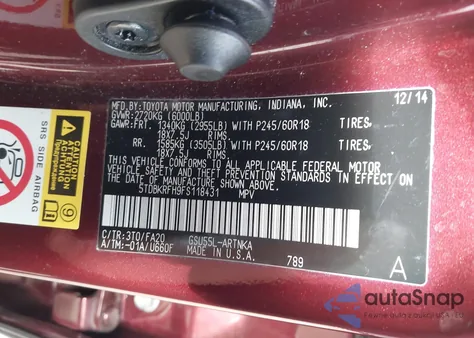 MFD.BY: TOYOTA MOTOR MANUFACTURING, INDIANA, INC. 12/14
GVWR: 2720KG (6000LB)
GAWR: FRT. 1340KG (2955LB) WITH P245/60R18 TIRES,
18X7.5J RIMS
RR. 1585KG (3505LB) WITH P245/60R18 TIRES,
18X7.5J RIMS
THIS VEHICLE CONFORMS TO ALL APPLICABLE FEDERAL MOTOR
VEHICLE SAFETY, BUMPER, AND THEFT PREVENTION STANDARDS IN
EFFECT ON THE DATE OF MANUFACTURE SHOWN ABOVE.
5TDBKRFH9FS118431 MPV
C/TR: 3T0/FA20 GSU55L-ARTNKA
A/TM: -01A/U660F MADE IN U.S.A. 789 A
SRS SIDE AIRBAG
autoSnap